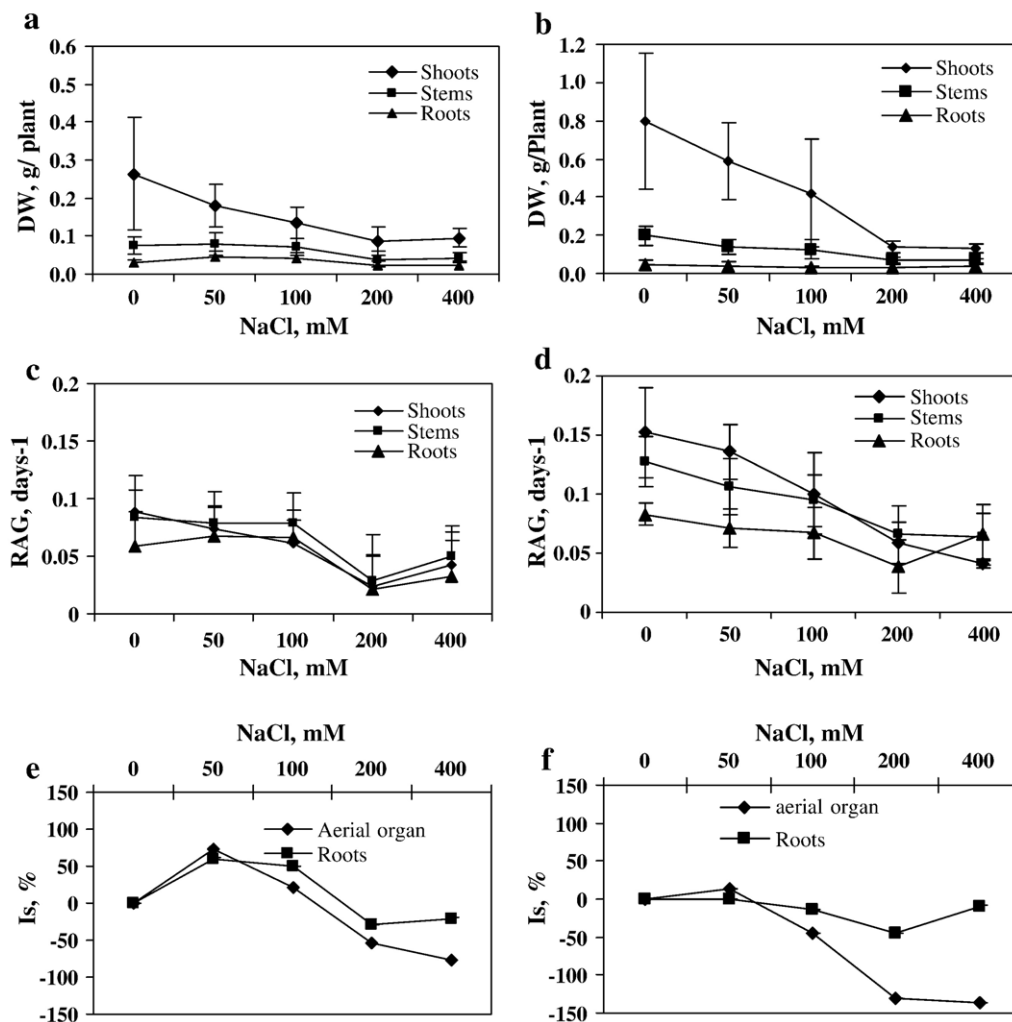 a
0.6
0.5
0.4
0.3
0.2
0.1
0.0
DW, g/ plant
Shoots
Stems
Roots
0 50 100 200 400
NaCl, mM
b
1.2
1.0
0.8
0.6
0.4
0.2
0.0
DW, g/Plant
Shoots
Stems
Roots
0 50 100 200 400
NaCl, mM
c
0.2
0.15
0.1
0.05
0
RAG, days-1
Shoots
Stems
Roots
0 50 100 200 400
NaCl, mM
d
0.2
0.15
0.1
0.05
0
RAG, days-1
Shoots
Stems
Roots
0 50 100 200 400
NaCl, mM
NaCl, mM
e
0 50 100 200 400
150
100
50
0
-50
-100
-150
Is, %
Aerial organ
Roots
NaCl, mM
f
0 50 100 200 400
150
100
50
0
-50
-100
-150
Is, %
aerial organ
Roots